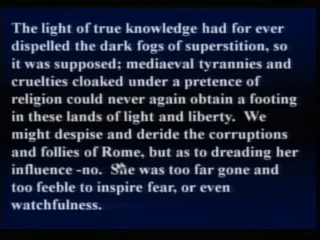 The light of true knowledge had for ever
dispelled the dark fogs of superstition, so
it was supposed; mediaeval tyrannies and
cruelties cloaked under a pretence of
religion could never again obtain a footing
in these lands of light and liberty.  We
might despise and deride the corruptions
and follies of Rome, but as to dreading her
influence -no.  She was too far gone and
too feeble to inspire fear, or even
watchfulness.